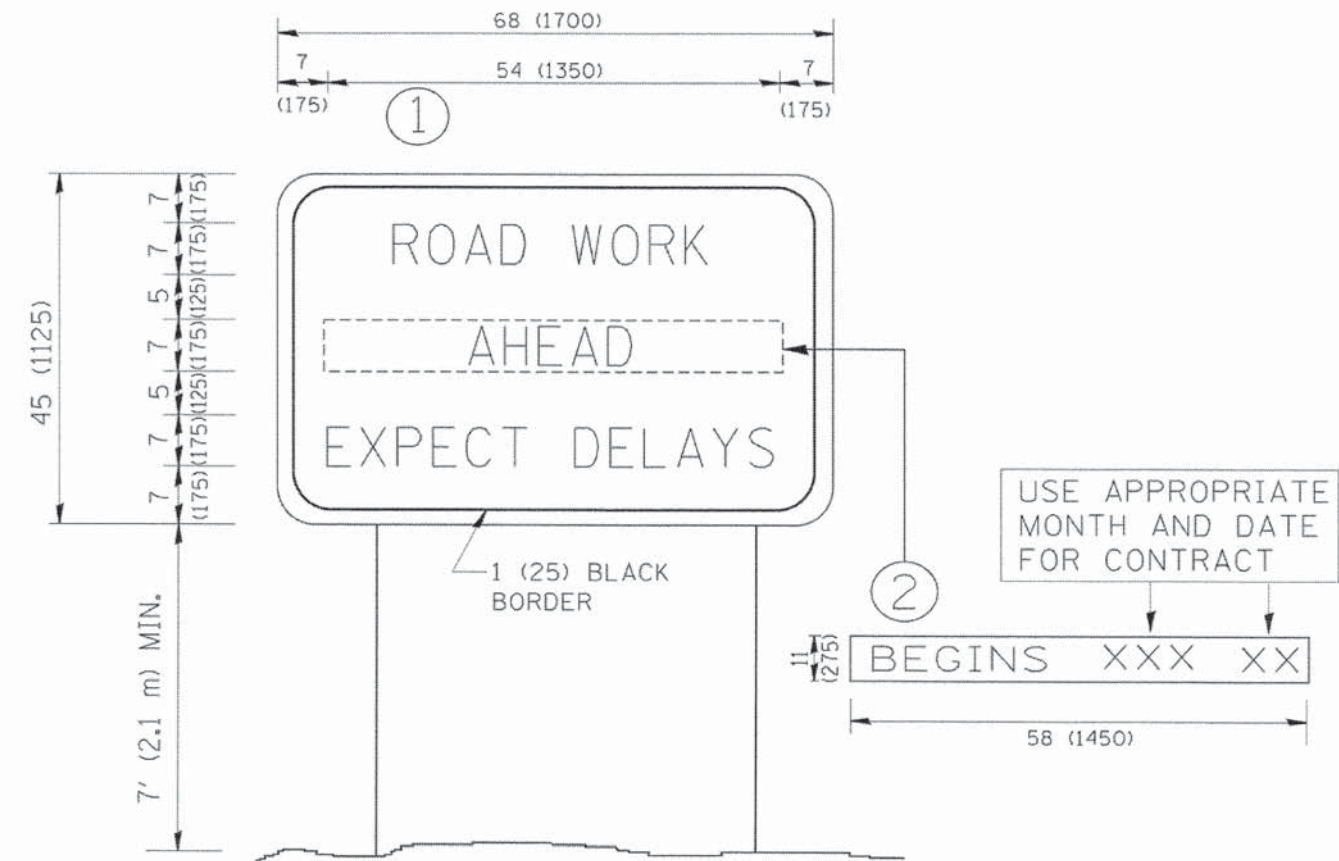 68 (1700)
7
54 (1350)
7
(175)
(175)
1
45 (1125)
7
(175)
7
(175)
5
(125)
7
(175)
5
(125)
7
(175)
7
(175)
ROAD WORK
AHEAD
EXPECT DELAYS
7' (2.1 m) MIN.
1 (25) BLACK
BORDER
2
USE APPROPRIATE
MONTH AND DATE
FOR CONTRACT
11
(275)
BEGINS XXX XX
58 (1450)